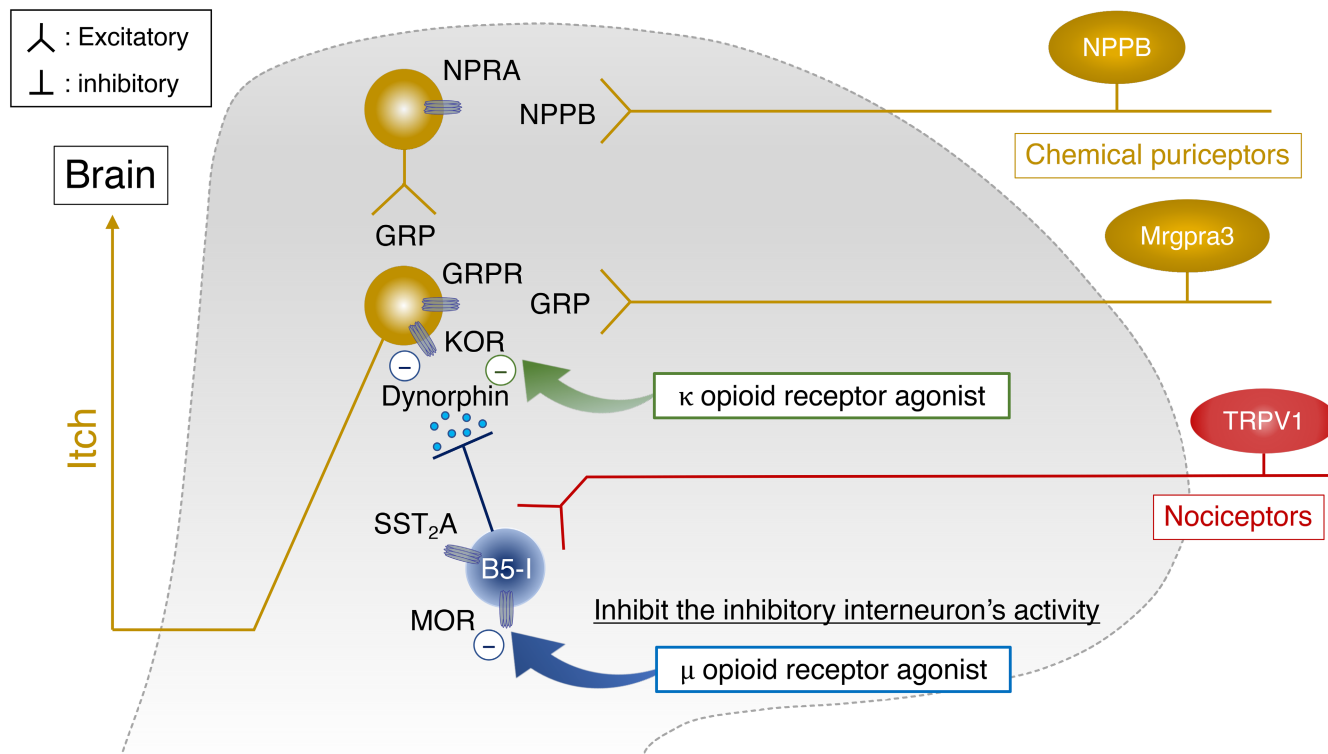 : Excitatory
: inhibitory
Brain
Itch
NPRA
NPPB
NPPB
Chemical puriceptors
GRP
Mrgpra3
GRPR
GRP
KOR
−
−
Dynorphin
κ opioid receptor agonist
TRPV1
Nociceptors
SST₂A
B5-I
MOR
−
Inhibit the inhibitory interneuron’s activity
μ opioid receptor agonist